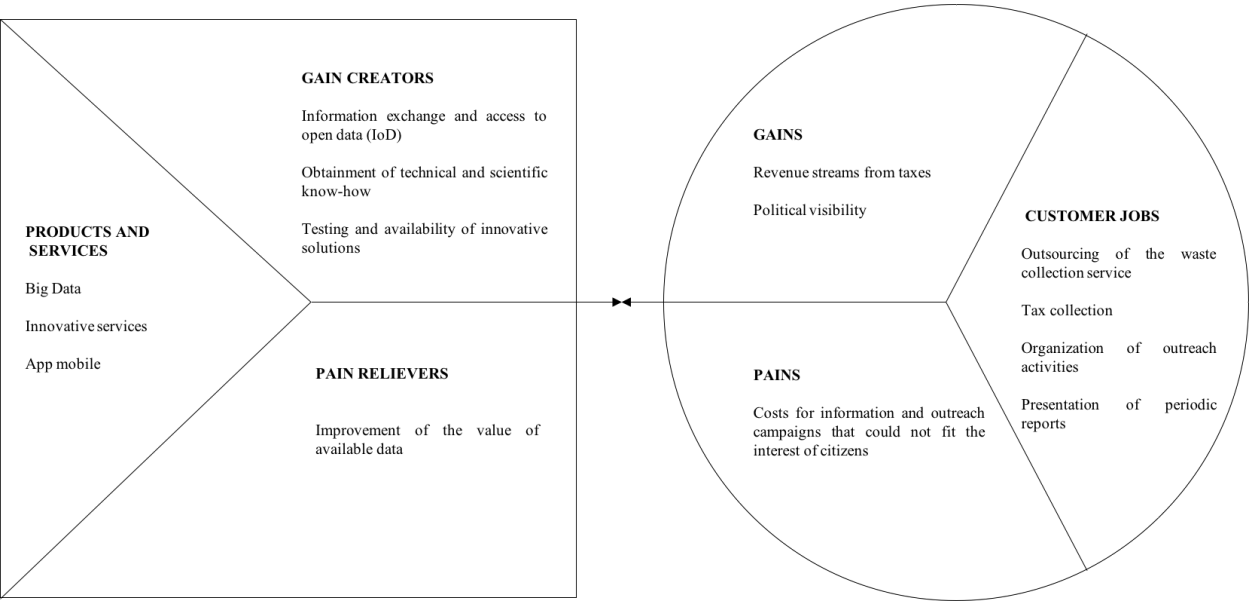 PRODUCTS AND
SERVICES
Big Data
Innovative services
App mobile
GAIN CREATORS
Information exchange and access to
open data (IoD)
Obtainment of technical and scientific
know-how
Testing and availability of innovative
solutions
PAIN RELIEVERS
Improvement of the value of
available data
GAINS
Revenue streams from taxes
Political visibility
PAINS
Costs for information and outreach
campaigns that could not fit the
interest of citizens
CUSTOMER JOBS
Outsourcing of the waste
collection service
Tax collection
Organization of outreach
activities
Presentation of periodic
reports